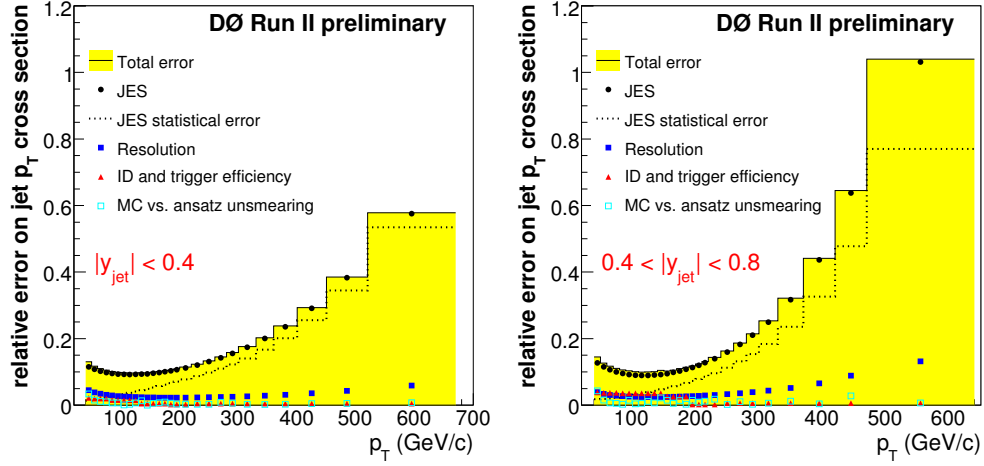 DØ Run II preliminary
relative error on jet p_T cross section
1.2
1
0.8
0.6
0.4
0.2
0
Total error
JES
JES statistical error
Resolution
ID and trigger efficiency
MC vs. ansatz unsmearing
|y_jet| < 0.4
100 200 300 400 500 600 700
p_T (GeV/c)
DØ Run II preliminary
relative error on jet p_T cross section
1.2
1
0.8
0.6
0.4
0.2
0
Total error
JES
JES statistical error
Resolution
ID and trigger efficiency
MC vs. ansatz unsmearing
0.4 < |y_jet| < 0.8
100 200 300 400 500 600
p_T (GeV/c)